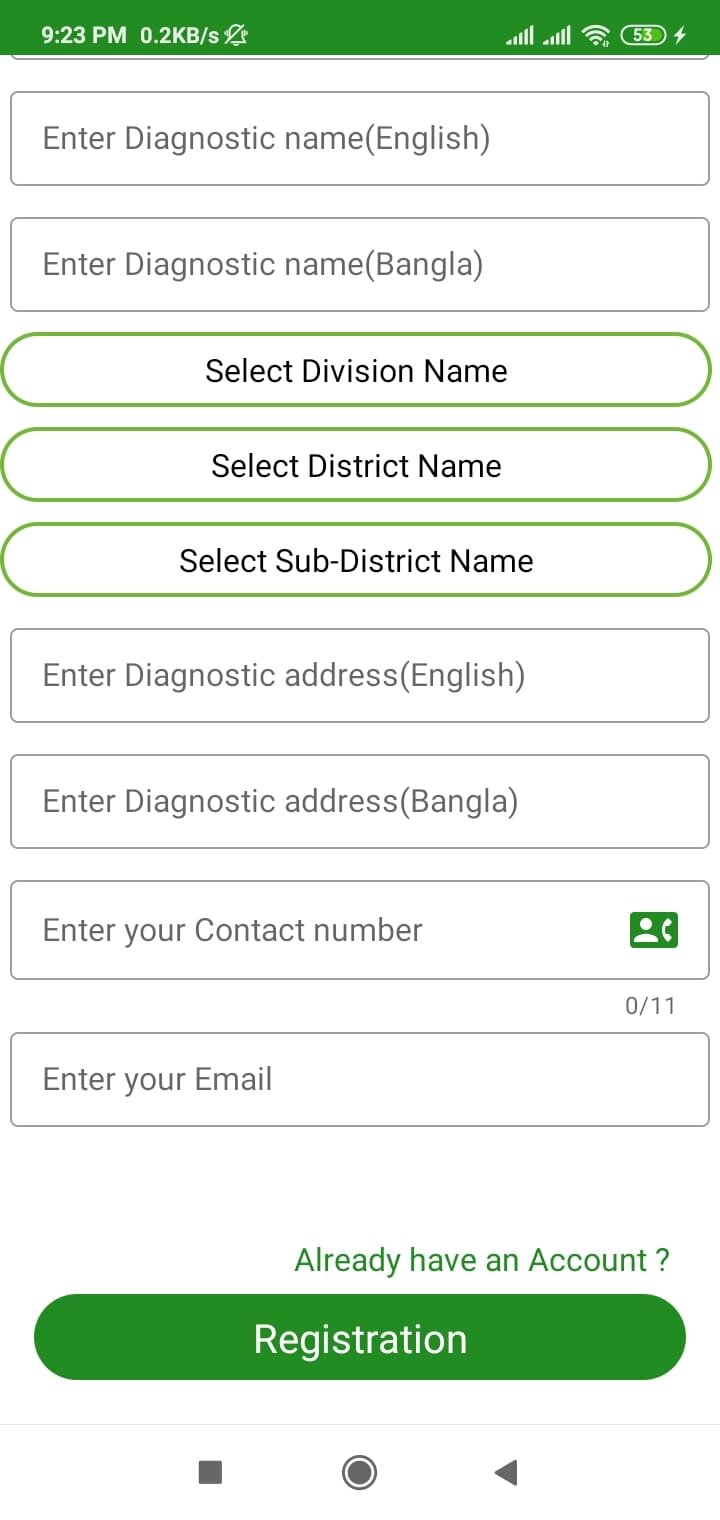 9:23 PM 0.2KB/s 53
Enter Diagnostic name(English)
Enter Diagnostic name(Bangla)
Select Division Name
Select District Name
Select Sub-District Name
Enter Diagnostic address(English)
Enter Diagnostic address(Bangla)
Enter your Contact number
0/11
Enter your Email
Already have an Account ?
Registration